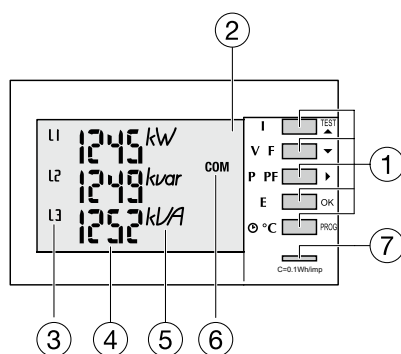 2
L1 1245 kW
L2 1249 kvar
L3 1252 kVA
COM
I TEST
V F
P PF
E OK
°C PROG
C=0.1Wh/imp
1
7
3 4 5 6